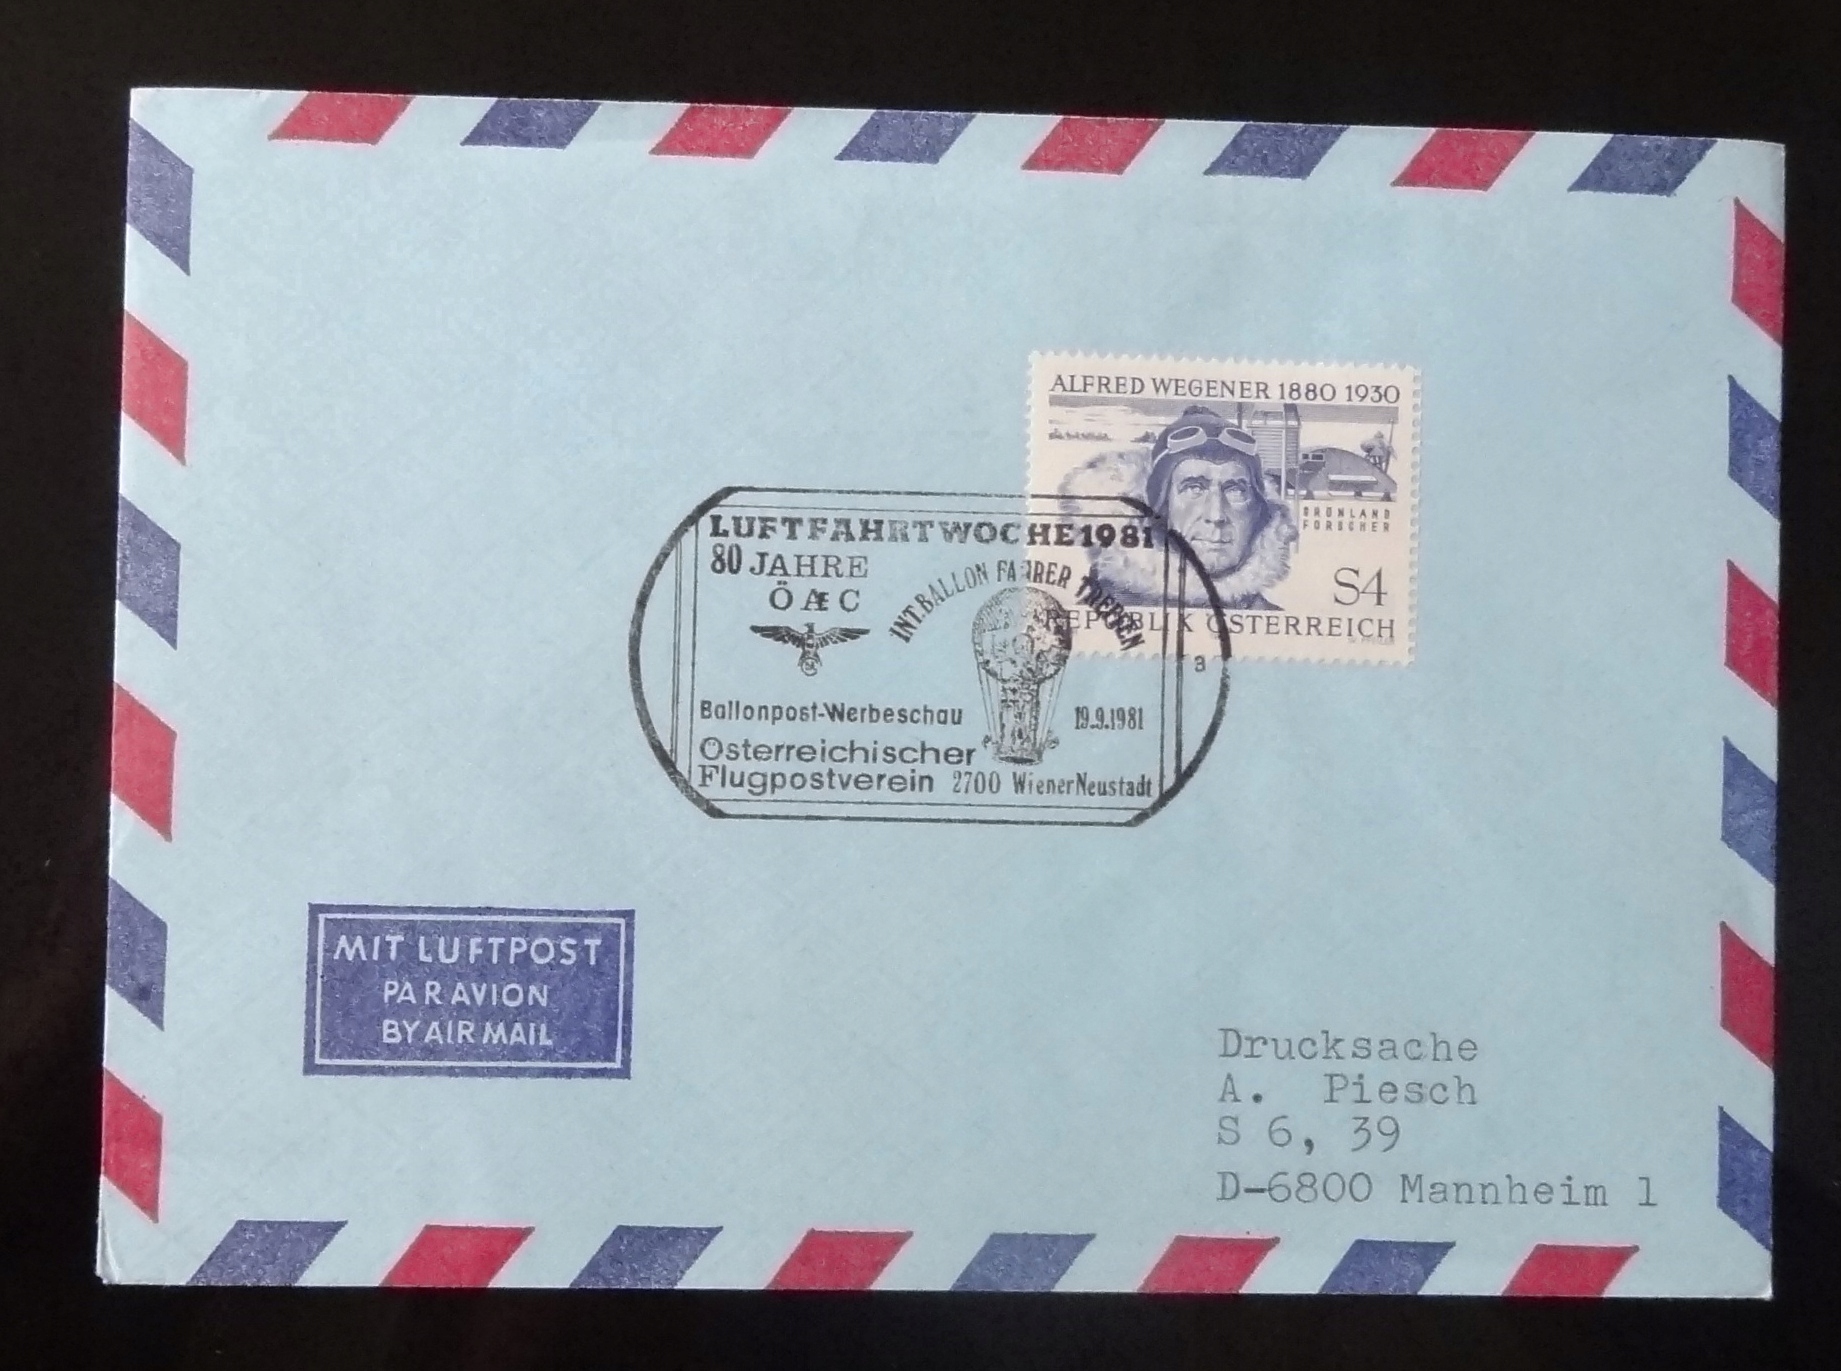 ALFRED WEGENER 1880 1930
GRÖNLAND
FORSCHER
S4
REPUBLIK ÖSTERREICH
LUFTFAHRTWOCHE 1981
80 JAHRE
ÖAeC
INT. BALLON FAHRER TREFFEN
a
Ballonpost-Werbeschau
19.9.1981
Österreichischer
Flugpostverein 2700 Wiener Neustadt
MIT LUFTPOST
PAR AVION
BY AIR MAIL
Drucksache
A. Piesch
S 6, 39
D-6800 Mannheim 1